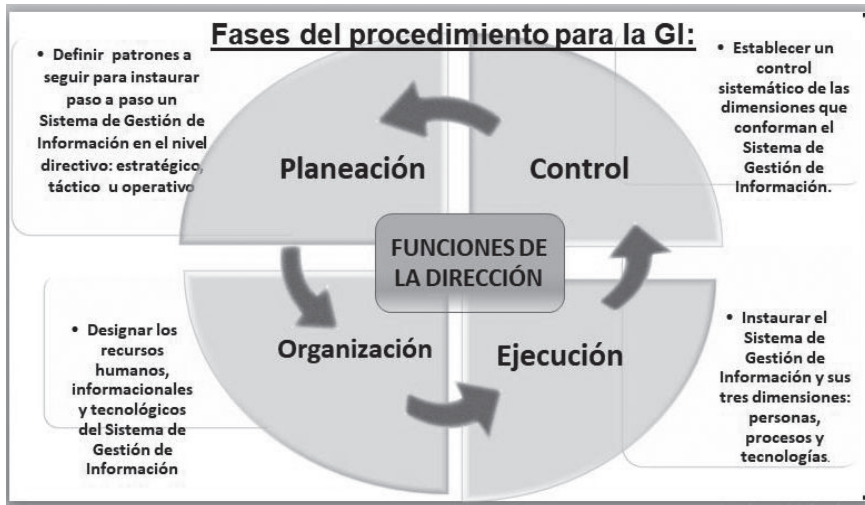 Fases del procedimiento para la GI:
• Definir patrones a
seguir para instaurar
paso a paso un
Sistema de Gestión de
Información en el nivel
directivo: estratégico,
táctico u operativo
• Establecer un
control
sistemático de las
dimensiones que
conforman el
Sistema de
Gestión de
Información.
Planeación
Control
FUNCIONES DE
LA DIRECCIÓN
Organización
Ejecución
• Designar los
recursos
humanos,
informacionales
y tecnológicos
del Sistema de
Gestión de
Información
• Instaurar el
Sistema de
Gestión de
Información y sus
tres dimensiones:
personas,
procesos y
tecnologías.